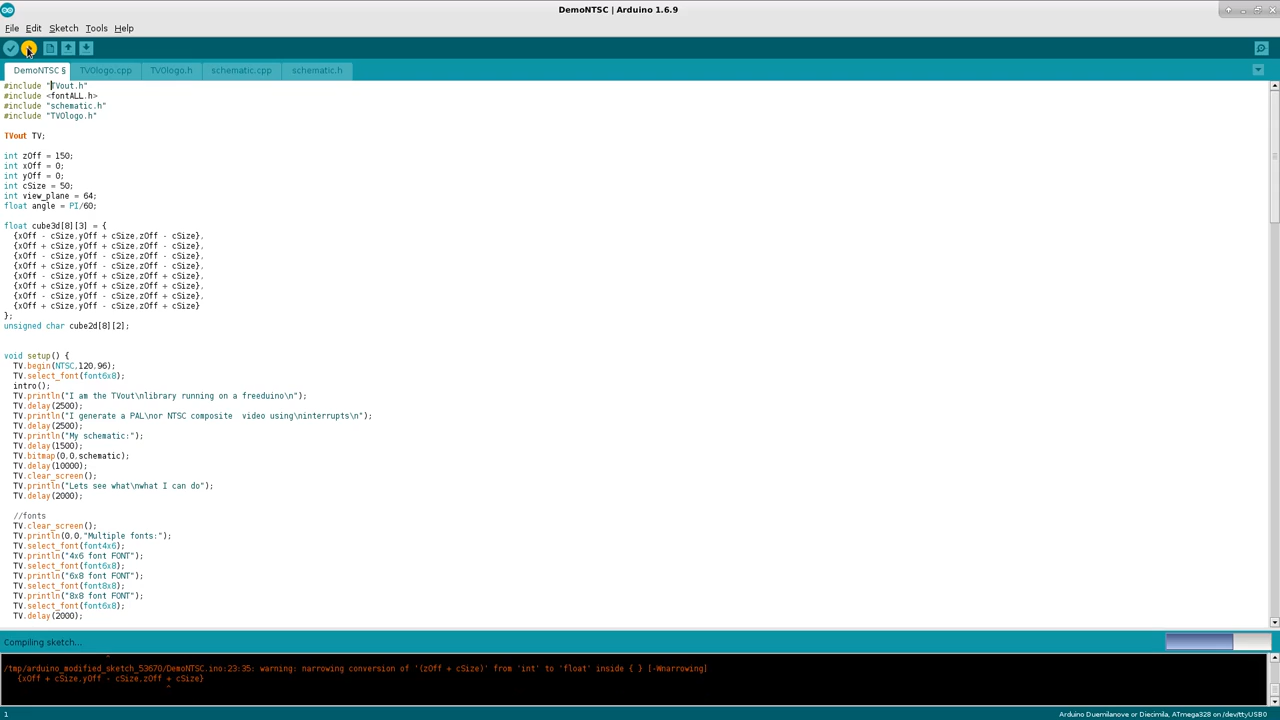 DemoNTSC | Arduino 1.6.9
File Edit Sketch Tools Help
DemoNTSC § TVOlogo.cpp TVOlogo.h schematic.cpp schematic.h
#include "TVout.h"
#include <fontALL.h>
#include "schematic.h"
#include "TVOlogo.h"
TVout TV;
int zOff = 150;
int xOff = 0;
int yOff = 0;
int cSize = 50;
int view_plane = 64;
float angle = PI/60;
float cube3d[8][3] = {
{xOff - cSize,yOff + cSize,zOff - cSize},
{xOff + cSize,yOff + cSize,zOff - cSize},
{xOff - cSize,yOff - cSize,zOff - cSize},
{xOff + cSize,yOff - cSize,zOff - cSize},
{xOff - cSize,yOff + cSize,zOff + cSize},
{xOff + cSize,yOff + cSize,zOff + cSize},
{xOff - cSize,yOff - cSize,zOff + cSize},
{xOff + cSize,yOff - cSize,zOff + cSize}
};
unsigned char cube2d[8][2];
void setup() {
TV.begin(NTSC,120,96);
TV.select_font(font6x8);
intro();
TV.println("I am the TVout\nlibrary running on a freeduino\n");
TV.delay(2500);
TV.println("I generate a PAL\nor NTSC composite  video using\ninterrupts\n");
TV.delay(2500);
TV.println("My schematic:");
TV.delay(1500);
TV.bitmap(0,0,schematic);
TV.delay(10000);
TV.clear_screen();
TV.println("Lets see what\nwhat I can do");
TV.delay(2000);
//fonts
TV.clear_screen();
TV.println(0,0,"Multiple fonts:");
TV.select_font(font4x6);
TV.println("4x6 font FONT");
TV.select_font(font6x8);
TV.println("6x8 font FONT");
TV.select_font(font8x8);
TV.println("8x8 font FONT");
TV.select_font(font6x8);
TV.delay(2000);
Compiling sketch...
^
/tmp/arduino_modified_sketch_53670/DemoNTSC.ino:23:35: warning: narrowing conversion of '(zOff + cSize)' from 'int' to 'float' inside { } [-Wnarrowing]
{xOff + cSize,yOff - cSize,zOff + cSize}
^
1 Arduino Duemilanove or Diecimila, ATmega328 on /dev/ttyUSB0